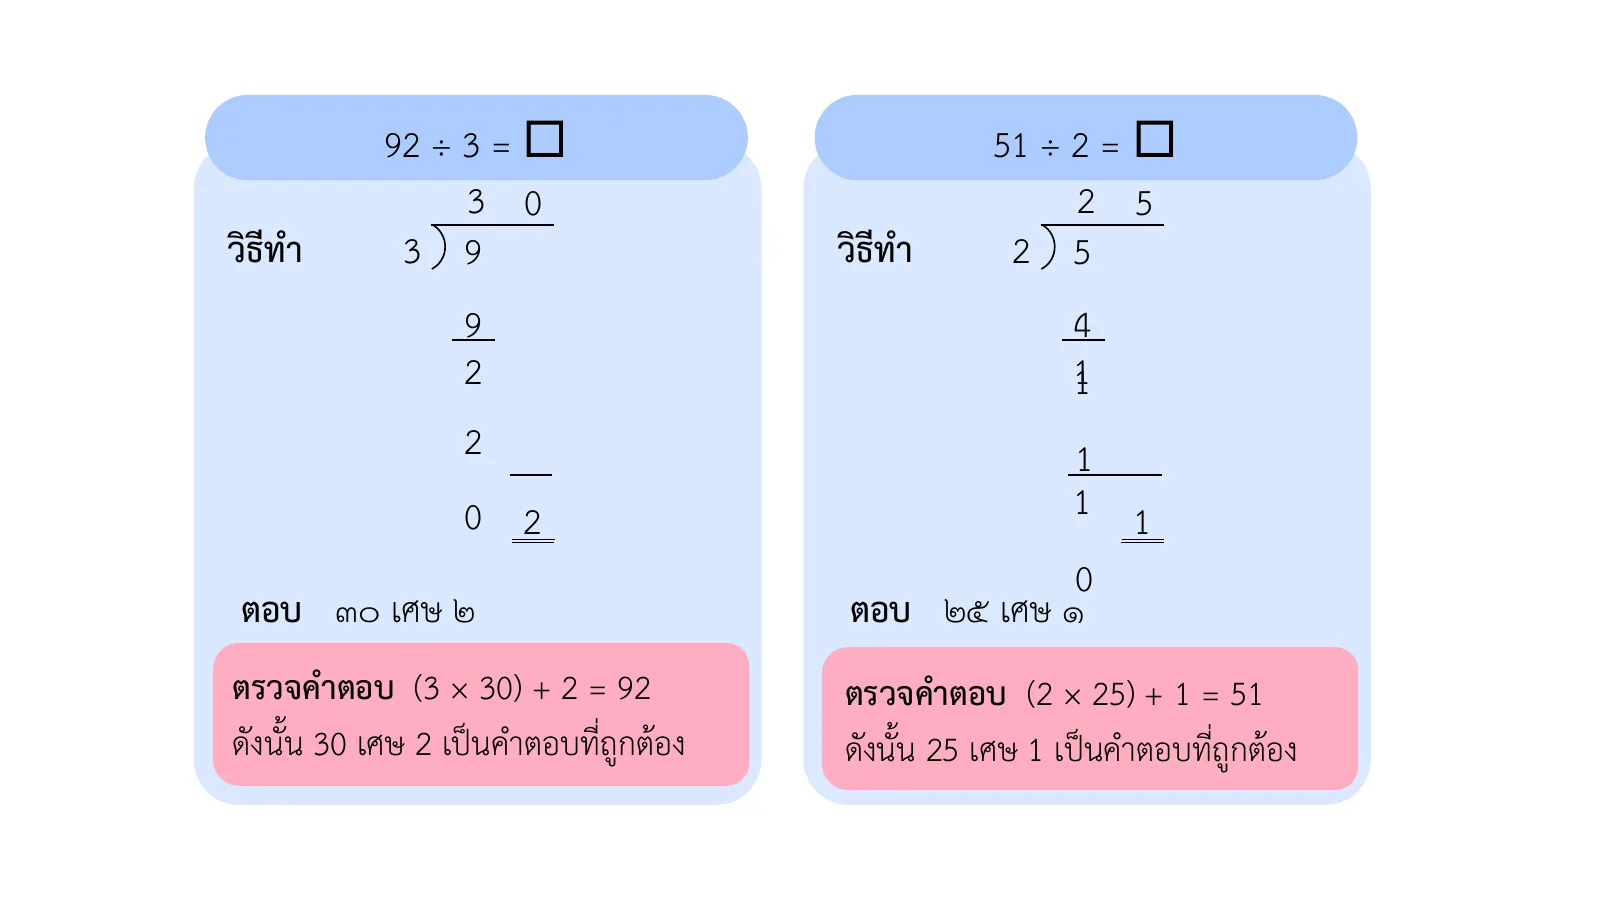 92 ÷ 3 = □
3 0
วิธีทำ 3 ) 9
9
2
2
0 2
ตอบ ๓๐ เศษ ๒
ตรวจคำตอบ (3 × 30) + 2 = 92
ดังนั้น 30 เศษ 2 เป็นคำตอบที่ถูกต้อง
51 ÷ 2 = □
2 5
วิธีทำ 2 ) 5
4
1
1
1
1 1
0
ตอบ ๒๕ เศษ ๑
ตรวจคำตอบ (2 × 25) + 1 = 51
ดังนั้น 25 เศษ 1 เป็นคำตอบที่ถูกต้อง